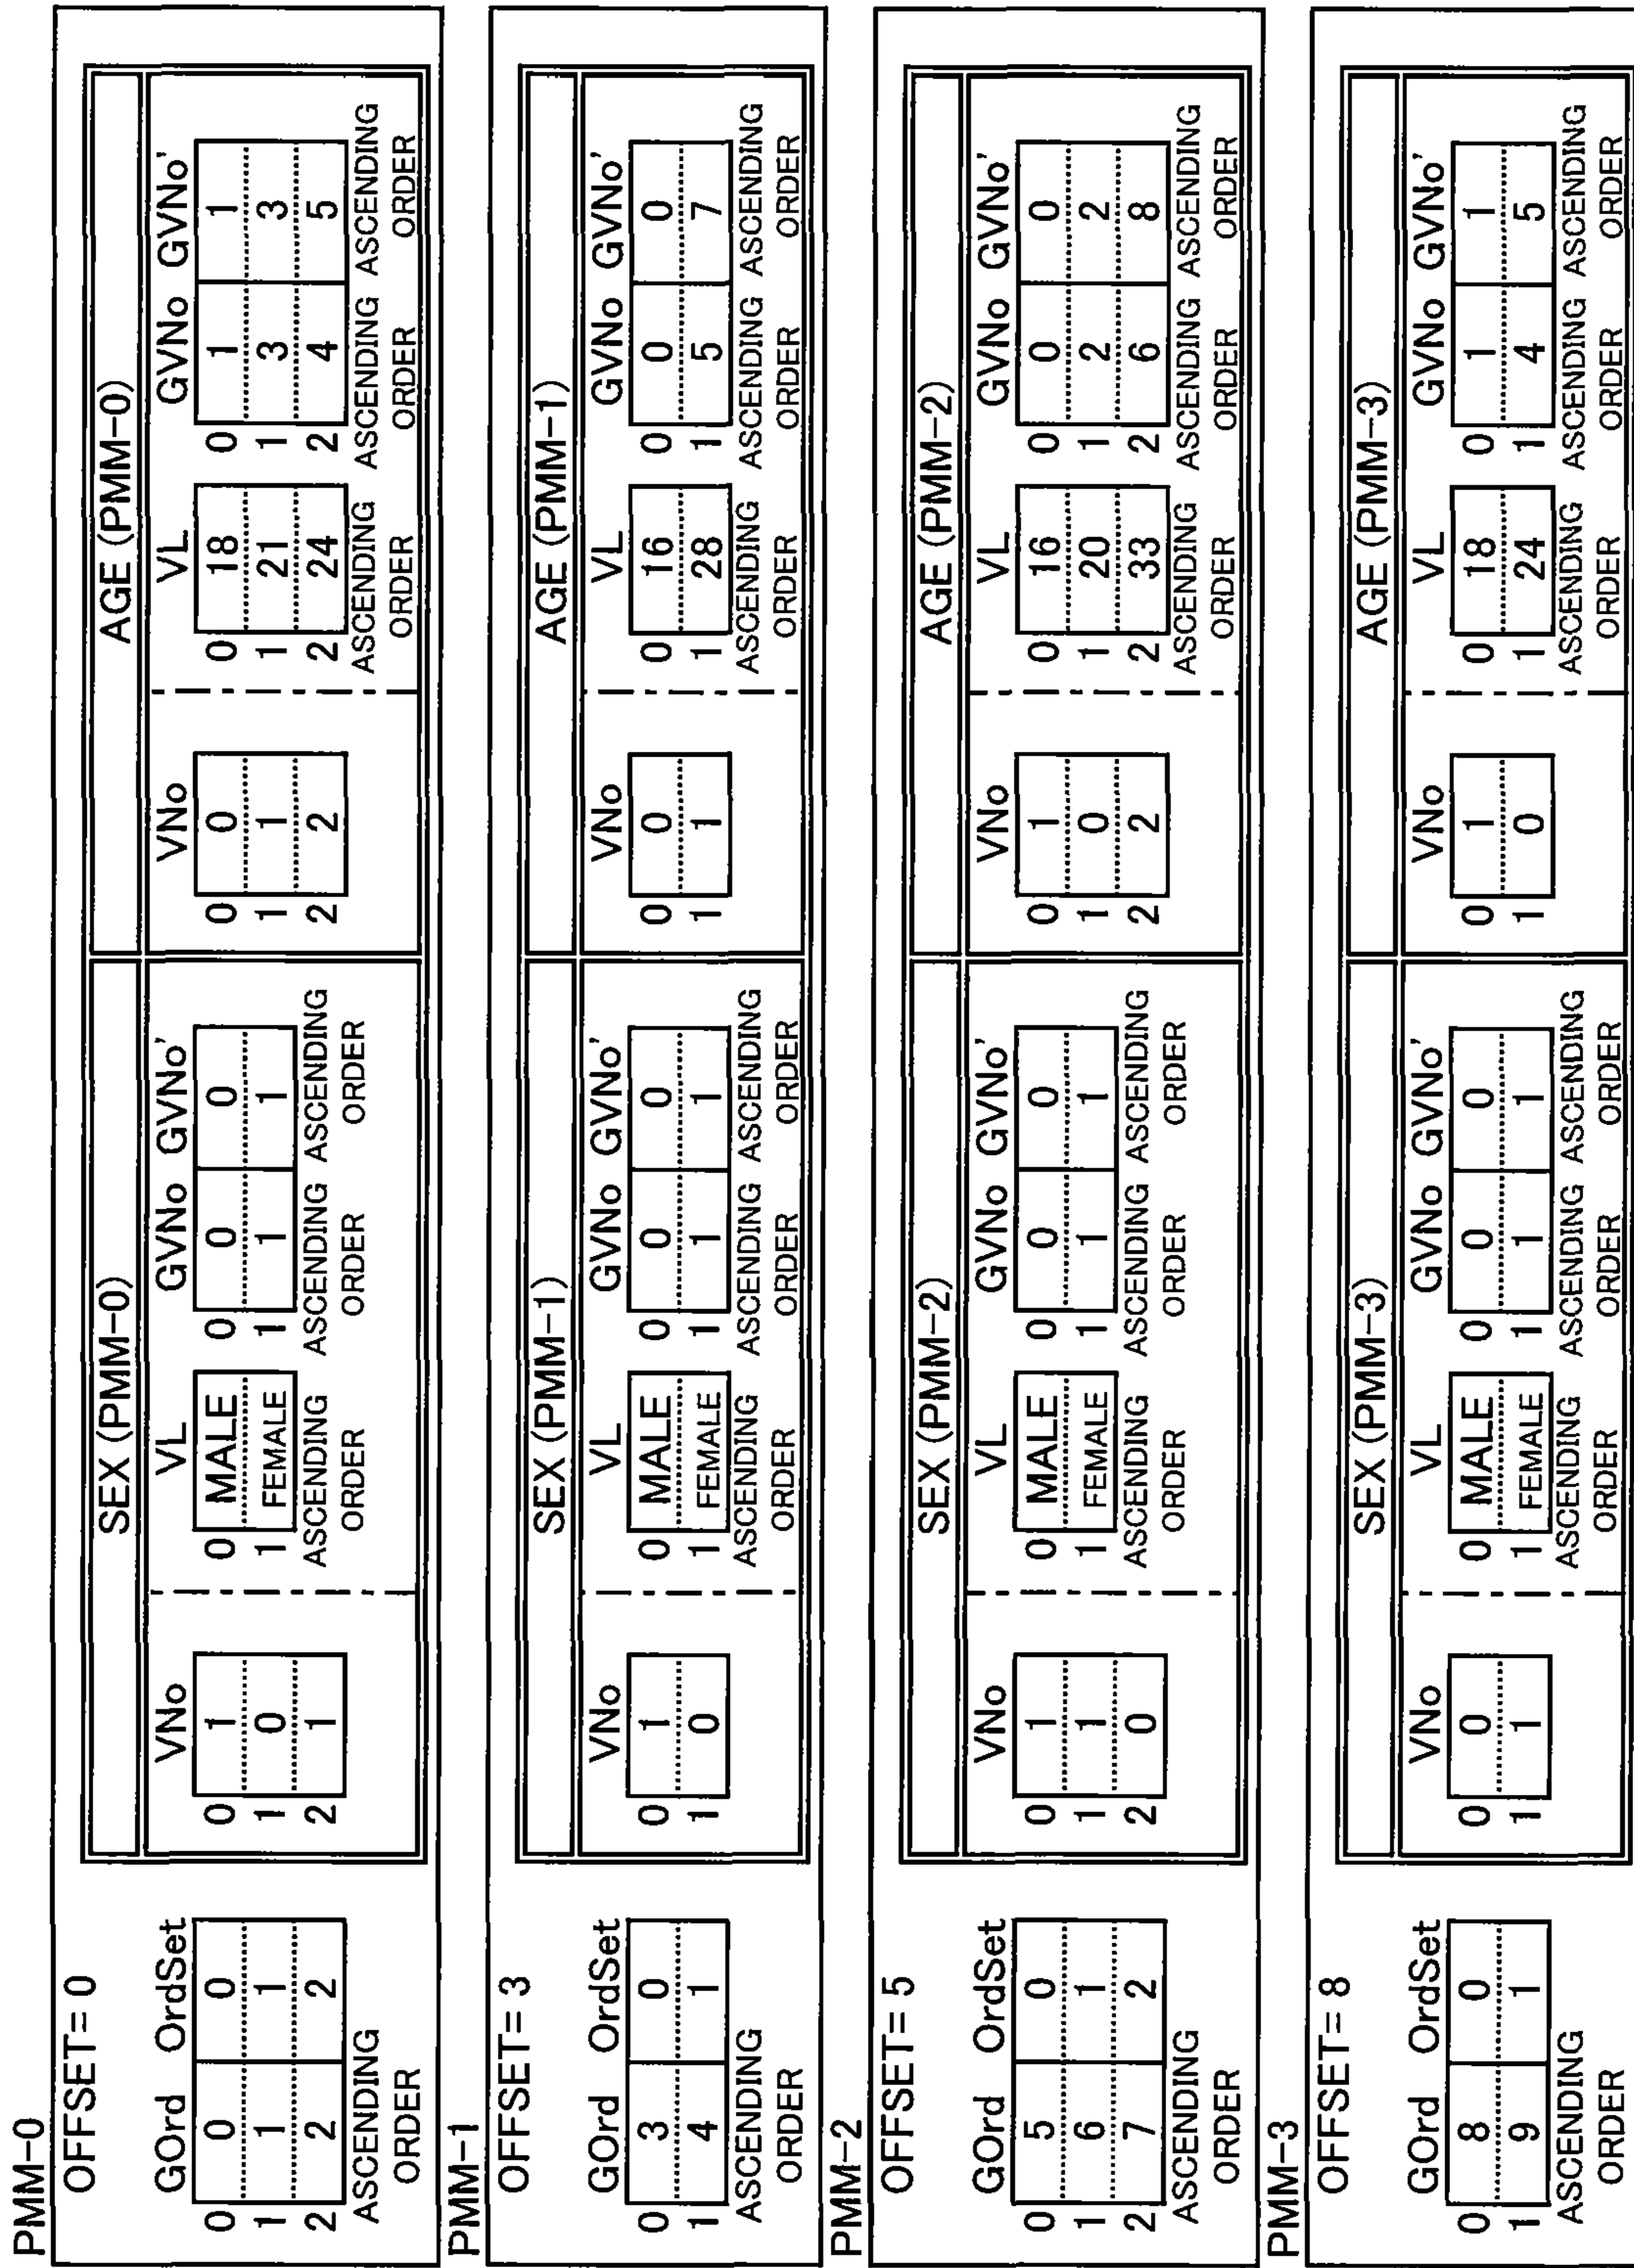 PMM-0
OFFSET= 0
SEX (PMM-0) AGE (PMM-0)
GOrd OrdSet VNo VL GVNo GVNo' VNo VL GVNo GVNo'
0 0 0 0 1 0 MALE 0 0 0 0 0 0 18 0 1 1
1 1 1 1 0 1 FEMALE 1 1 1 1 1 1 21 1 3 3
2 2 2 2 1 2 2 2 24 2 4 5
ASCENDING ORDER ASCENDING ORDER ASCENDING ORDER ASCENDING ORDER ASCENDING ORDER ASCENDING ORDER ASCENDING ORDER
PMM-1
OFFSET= 3
SEX (PMM-1) AGE (PMM-1)
GOrd OrdSet VNo VL GVNo GVNo' VNo VL GVNo GVNo'
0 3 0 0 1 0 MALE 0 0 0 0 0 0 16 0 0 0
1 4 1 1 0 1 FEMALE 1 1 1 1 1 1 28 1 5 7
ASCENDING ORDER ASCENDING ORDER ASCENDING ORDER ASCENDING ORDER ASCENDING ORDER ASCENDING ORDER ASCENDING ORDER
PMM-2
OFFSET= 5
SEX (PMM-2) AGE (PMM-2)
GOrd OrdSet VNo VL GVNo GVNo' VNo VL GVNo GVNo'
0 5 0 0 1 0 MALE 0 0 0 0 1 0 16 0 0 0
1 6 1 1 1 1 FEMALE 1 1 1 1 0 1 20 1 2 2
2 7 2 2 0 2 2 2 33 2 6 8
ASCENDING ORDER ASCENDING ORDER ASCENDING ORDER ASCENDING ORDER ASCENDING ORDER ASCENDING ORDER ASCENDING ORDER
PMM-3
OFFSET= 8
SEX (PMM-3) AGE (PMM-3)
GOrd OrdSet VNo VL GVNo GVNo' VNo VL GVNo GVNo'
0 8 0 0 0 0 MALE 0 0 0 0 1 0 18 0 1 1
1 9 1 1 1 1 FEMALE 1 1 1 1 0 1 24 1 4 5
ASCENDING ORDER ASCENDING ORDER ASCENDING ORDER ASCENDING ORDER ASCENDING ORDER ASCENDING ORDER ASCENDING ORDER